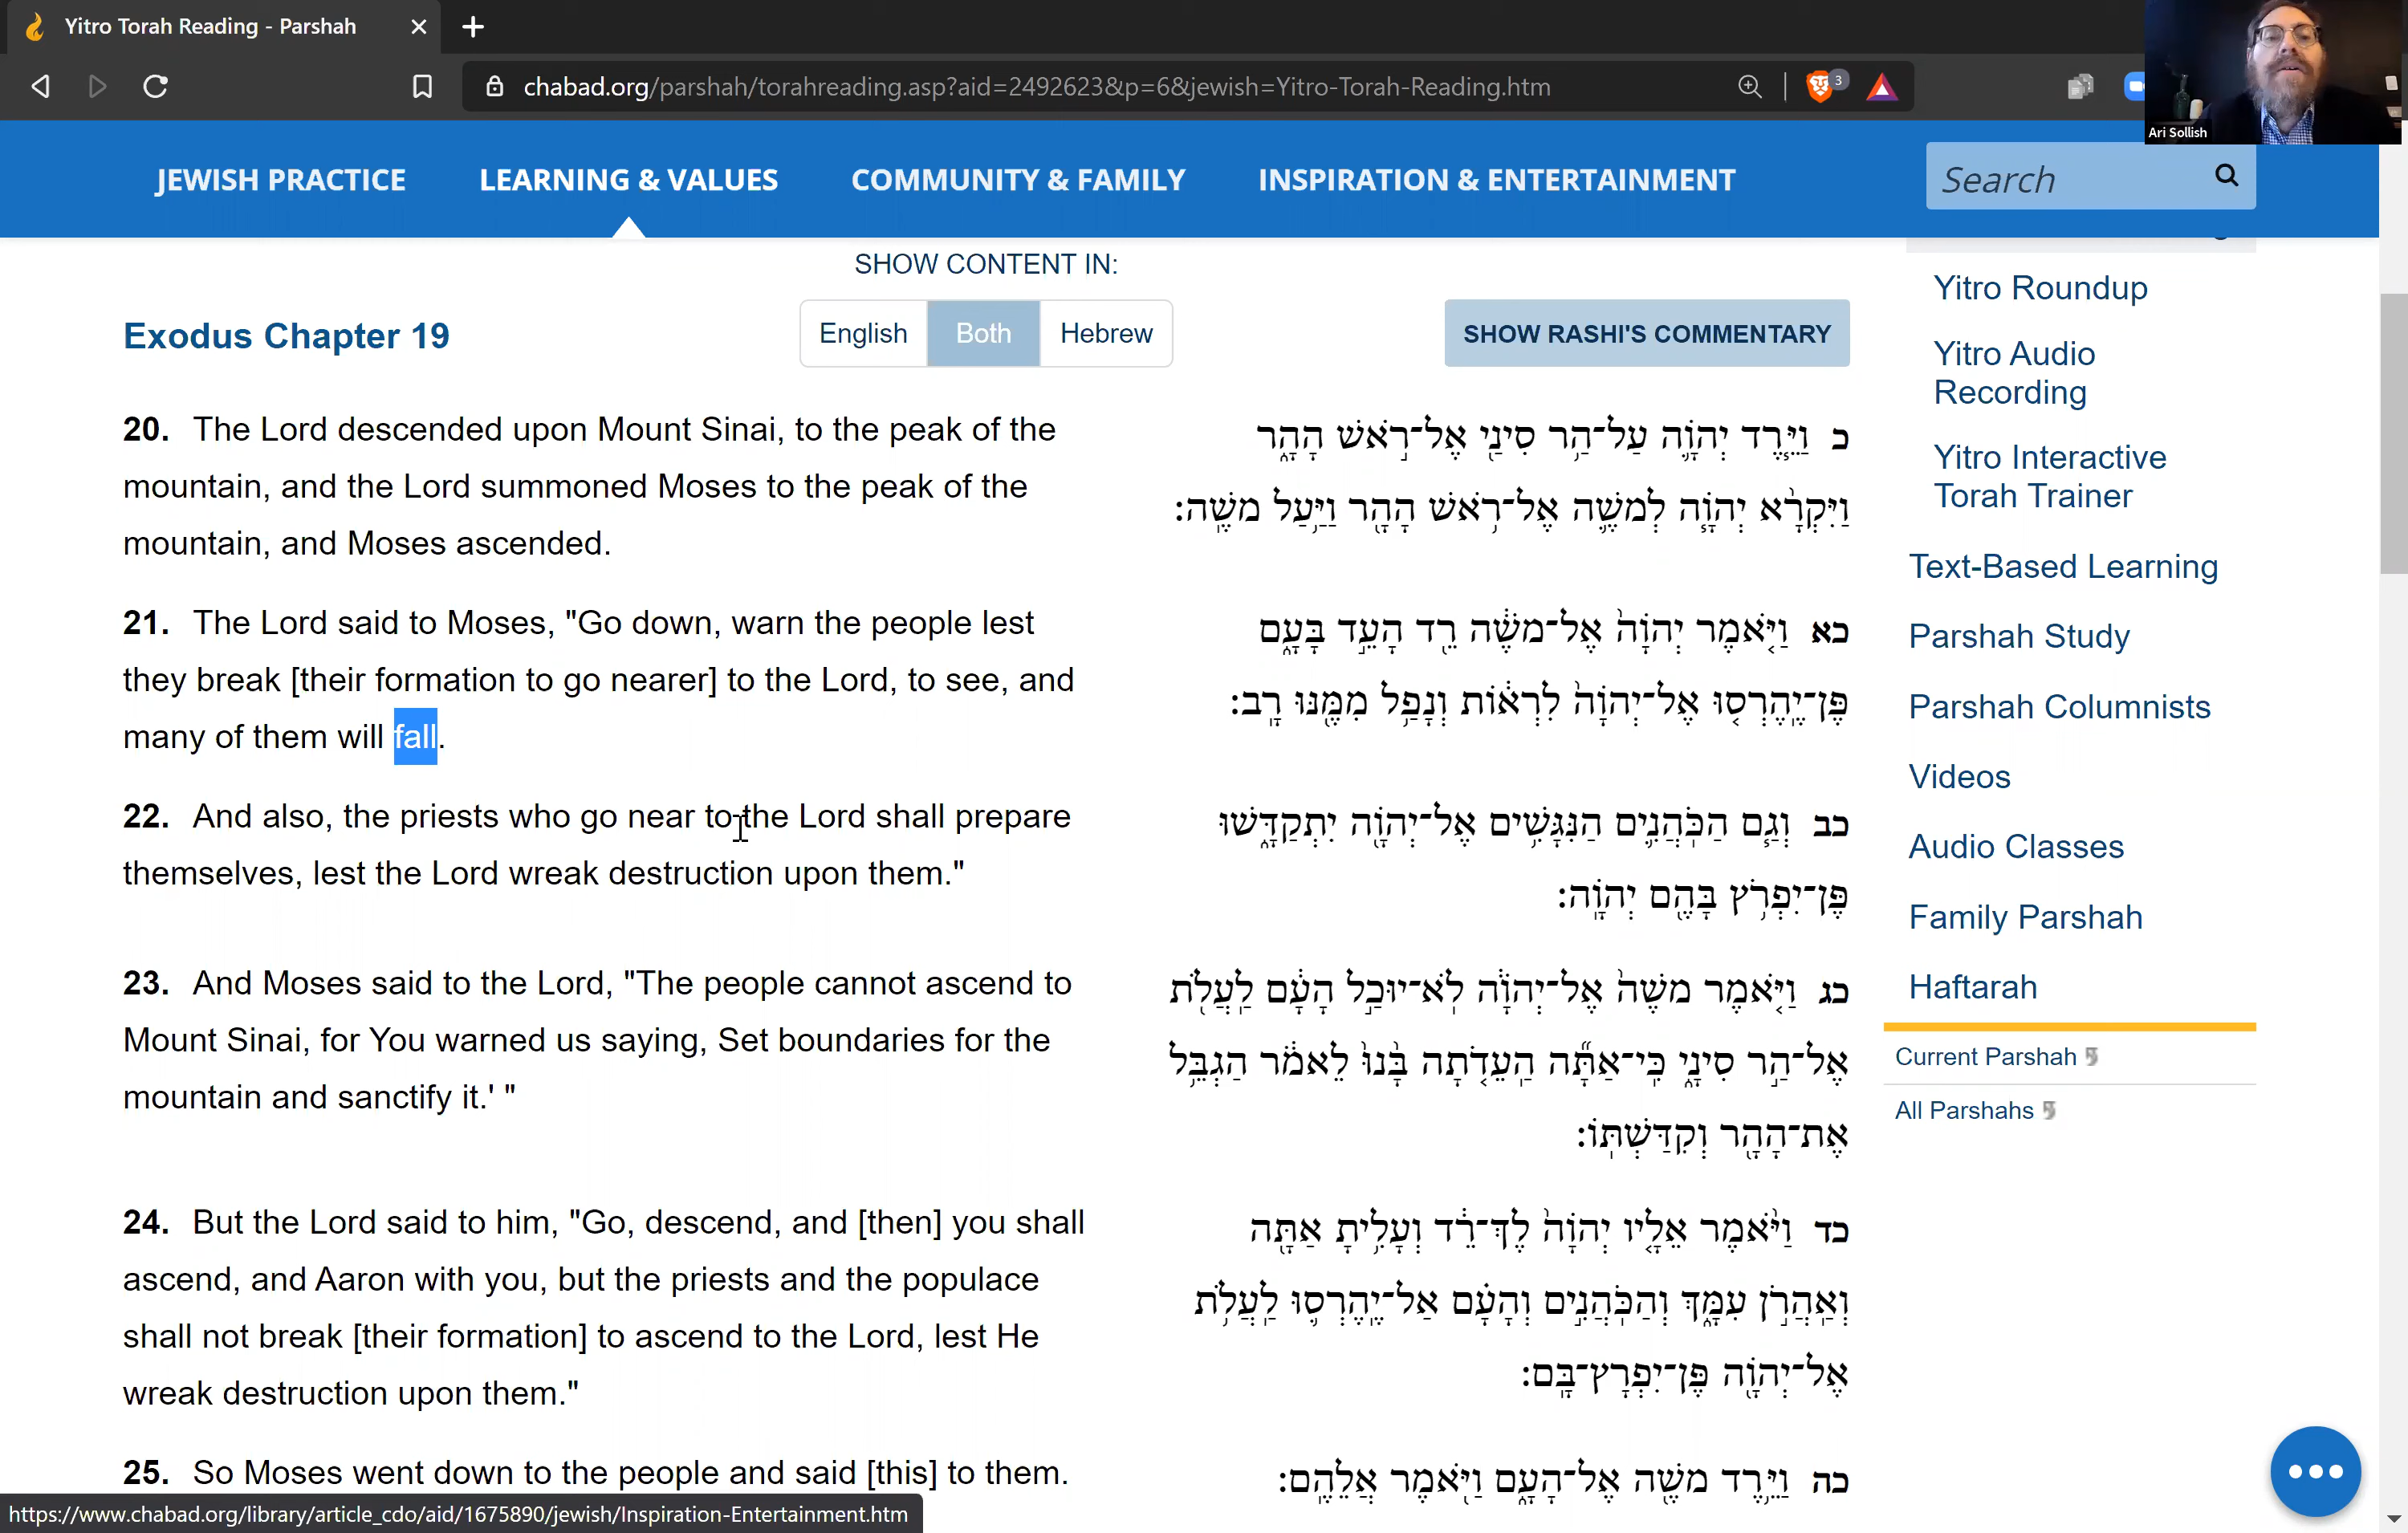 Yitro Torah Reading - Parshah
chabad.org/parshah/torahreading.asp?aid=2492623&p=6&jewish=Yitro-Torah-Reading.htm
3
Ari Sollish
JEWISH PRACTICE
LEARNING & VALUES
COMMUNITY & FAMILY
INSPIRATION & ENTERTAINMENT
Search
SHOW CONTENT IN:
Exodus Chapter 19
English
Both
Hebrew
SHOW RASHI'S COMMENTARY
20. The Lord descended upon Mount Sinai, to the peak of the
mountain, and the Lord summoned Moses to the peak of the
mountain, and Moses ascended.
כ וַיֵּ֧רֶד יְהֹוָ֛ה עַל־הַ֥ר סִינַ֖י אֶל־רֹ֣אשׁ הָהָ֑ר
וַיִּקְרָ֨א יְהֹוָ֧ה לְמֹשֶׁ֛ה אֶל־רֹ֥אשׁ הָהָ֖ר וַיַּ֥עַל משֶֽׁה:
21. The Lord said to Moses, "Go down, warn the people lest
they break [their formation to go nearer] to the Lord, to see, and
many of them will fall.
כא וַיֹּ֤אמֶר יְהֹוָה֙ אֶל־משֶׁ֔ה רֵ֖ד הָעֵ֣ד בָּעָ֑ם
פֶּן־יֶֽהֶרְס֤וּ אֶל־יְהֹוָה֙ לִרְא֔וֹת וְנָפַ֥ל מִמֶּ֖נּוּ רָֽב:
22. And also, the priests who go near to the Lord shall prepare
themselves, lest the Lord wreak destruction upon them."
כב וְגַ֧ם הַכֹּֽהֲנִ֛ים הַנִּגָּשִׁ֥ים אֶל־יְהֹוָ֖ה יִתְקַדָּ֑שׁוּ
פֶּן־יִפְרֹ֥ץ בָּהֶ֖ם יְהֹוָֽה:
23. And Moses said to the Lord, "The people cannot ascend to
Mount Sinai, for You warned us saying, Set boundaries for the
mountain and sanctify it.' "
כג וַיֹּ֤אמֶר משֶׁה֙ אֶל־יְהֹוָ֔ה לֹֽא־יוּכַ֣ל הָעָ֔ם לַֽעֲלֹ֖ת
אֶל־הַ֣ר סִינָ֑י כִּֽי־אַתָּ֞ה הַֽעֵדֹ֤תָה בָּ֨נוּ֙ לֵאמֹ֔ר הַגְבֵּ֥ל
אֶת־הָהָ֖ר וְקִדַּשְׁתּֽוֹ:
24. But the Lord said to him, "Go, descend, and [then] you shall
ascend, and Aaron with you, but the priests and the populace
shall not break [their formation] to ascend to the Lord, lest He
wreak destruction upon them."
כד וַיֹּ֨אמֶר אֵלָ֤יו יְהֹוָה֙ לֶךְ־רֵ֔ד וְעָלִ֥יתָ אַתָּ֖ה
וְאַֽהֲרֹ֣ן עִמָּ֑ךְ וְהַכֹּֽהֲנִ֣ים וְהָעָ֗ם אַל־יֶֽהֶרְס֛וּ לַֽעֲלֹ֥ת
אֶל־יְהֹוָ֖ה פֶּן־יִפְרָץ־בָּֽם:
25. So Moses went down to the people and said [this] to them.
כה וַיֵּ֥רֶד משֶׁ֖ה אֶל־הָעָ֑ם וַיֹּ֖אמֶר אֲלֵהֶֽם:
Yitro Roundup
Yitro Audio
Recording
Yitro Interactive
Torah Trainer
Text-Based Learning
Parshah Study
Parshah Columnists
Videos
Audio Classes
Family Parshah
Haftarah
Current Parshah
All Parshahs
https://www.chabad.org/library/article_cdo/aid/1675890/jewish/Inspiration-Entertainment.htm